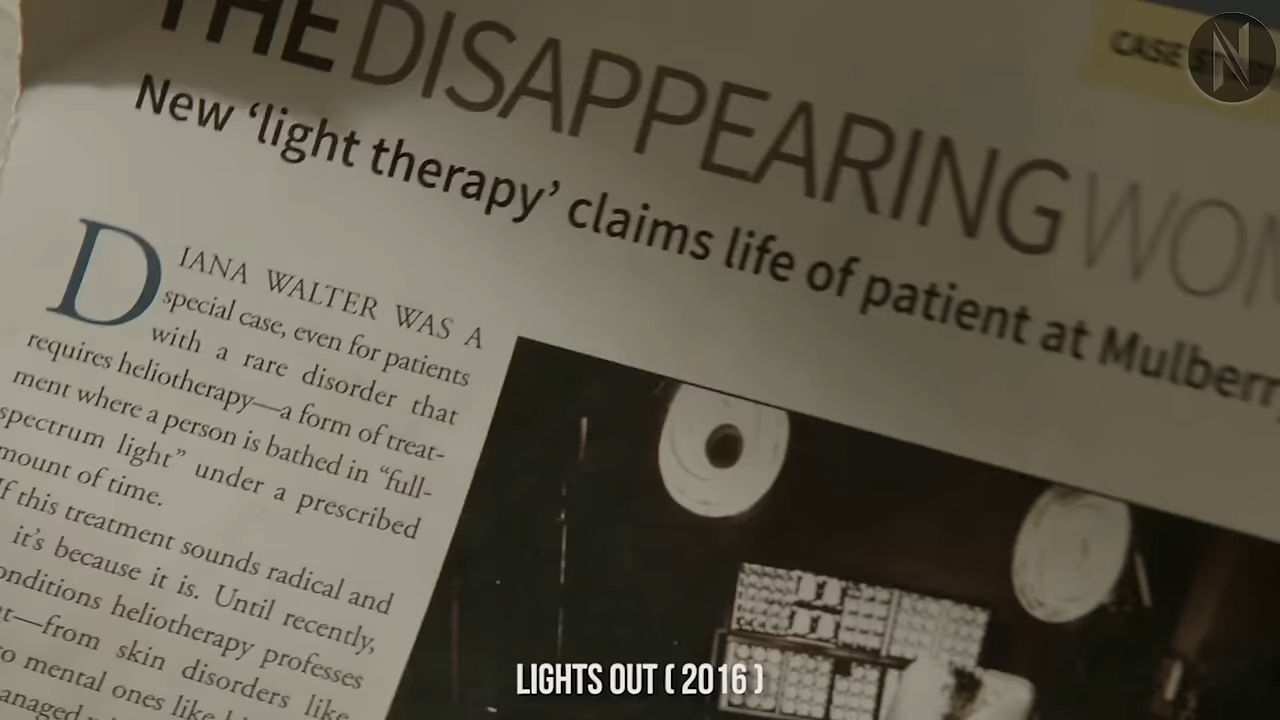 THE DISAPPEARING
CASE
New ‘light therapy’ claims life of patient at
DIANA WALTER WAS A
special case, even for patients
with a rare disorder that
requires heliotherapy—a form of treat-
ment where a person is bathed in “full-
spectrum light” under a prescribed
mount of time.
If this treatment sounds radical and
it’s because it is. Until recently,
onditions heliotherapy professes
—from skin disorders like
o mental ones like
anaged
LIGHTS OUT ( 2016 )